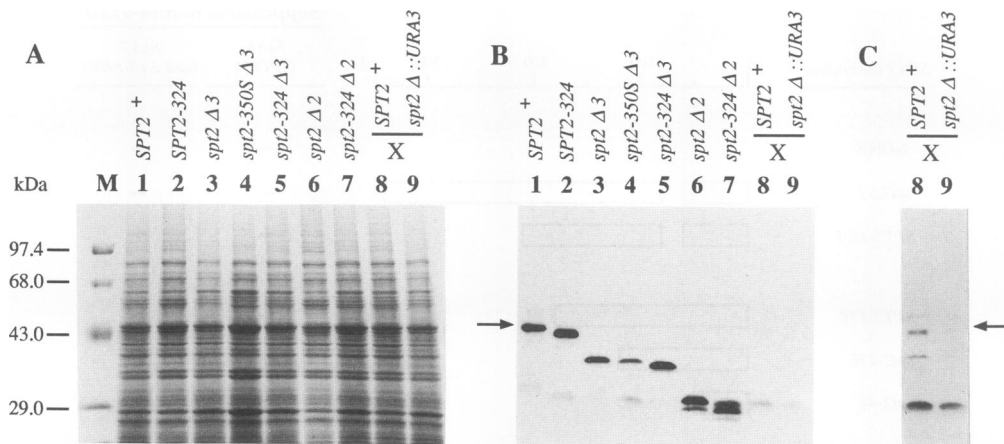 A
SPT2 +
SPT2-324
spt2 Δ3
spt2-350S Δ3
spt2-324 Δ3
spt2 Δ2
spt2-324 Δ2
SPT2 +
spt2 Δ::URA3
X
kDa
M 1 2 3 4 5 6 7 8 9
97.4
68.0
43.0
29.0
B
SPT2 +
SPT2-324
spt2 Δ3
spt2-350S Δ3
spt2-324 Δ3
spt2 Δ2
spt2-324 Δ2
SPT2 +
spt2 Δ::URA3
X
1 2 3 4 5 6 7 8 9
C
SPT2 +
spt2 Δ::URA3
X
8 9